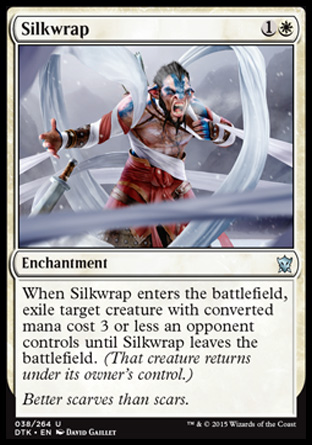 Silkwrap 1
Enchantment
When Silkwrap enters the battlefield,
exile target creature with converted
mana cost 3 or less an opponent
controls until Silkwrap leaves the
battlefield. (That creature returns
under its owner's control.)
Better scarves than scars.
038/264 U
DTK • EN DAVID GAILLET ™ & © 2015 Wizards of the Coast